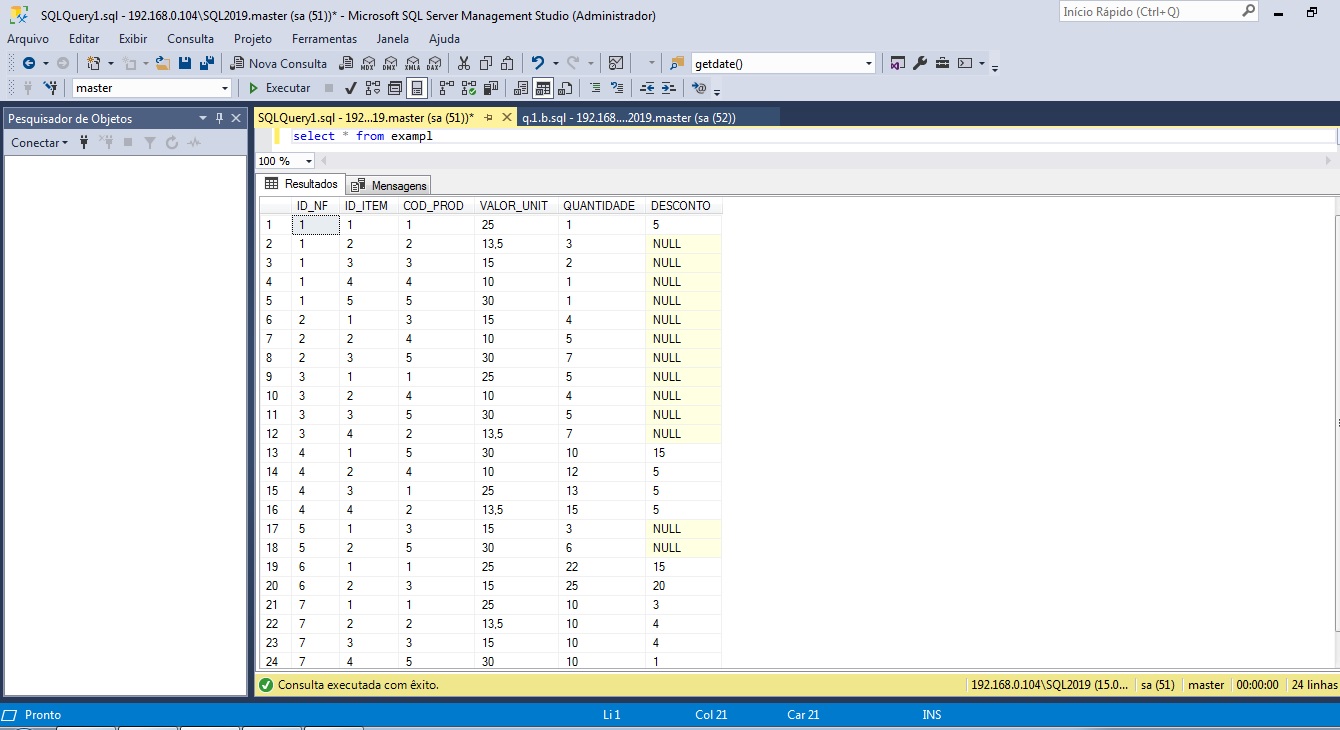 SQLQuery1.sql - 192.168.0.104\SQL2019.master (sa (51))* - Microsoft SQL Server Management Studio (Administrador)
Início Rápido (Ctrl+Q)
Arquivo Editar Exibir Consulta Projeto Ferramentas Janela Ajuda
Nova Consulta MDX DMX XMLA DAX getdate()
master Executar
Pesquisador de Objetos
Conectar
SQLQuery1.sql - 192...19.master (sa (51))* q.1.b.sql - 192.168....2019.master (sa (52))
select * from exampl
100 %
Resultados Mensagens
ID_NF ID_ITEM COD_PROD VALOR_UNIT QUANTIDADE DESCONTO
1 1 1 1 25 1 5
2 1 2 2 13,5 3 NULL
3 1 3 3 15 2 NULL
4 1 4 4 10 1 NULL
5 1 5 5 30 1 NULL
6 2 1 3 15 4 NULL
7 2 2 4 10 5 NULL
8 2 3 5 30 7 NULL
9 3 1 1 25 5 NULL
10 3 2 4 10 4 NULL
11 3 3 5 30 5 NULL
12 3 4 2 13,5 7 NULL
13 4 1 5 30 10 15
14 4 2 4 10 12 5
15 4 3 1 25 13 5
16 4 4 2 13,5 15 5
17 5 1 3 15 3 NULL
18 5 2 5 30 6 NULL
19 6 1 1 25 22 15
20 6 2 3 15 25 20
21 7 1 1 25 10 3
22 7 2 2 13,5 10 4
23 7 3 3 15 10 4
24 7 4 5 30 10 1
Consulta executada com êxito. 192.168.0.104\SQL2019 (15.0... sa (51) master 00:00:00 24 linhas
Pronto Li 1 Col 21 Car 21 INS